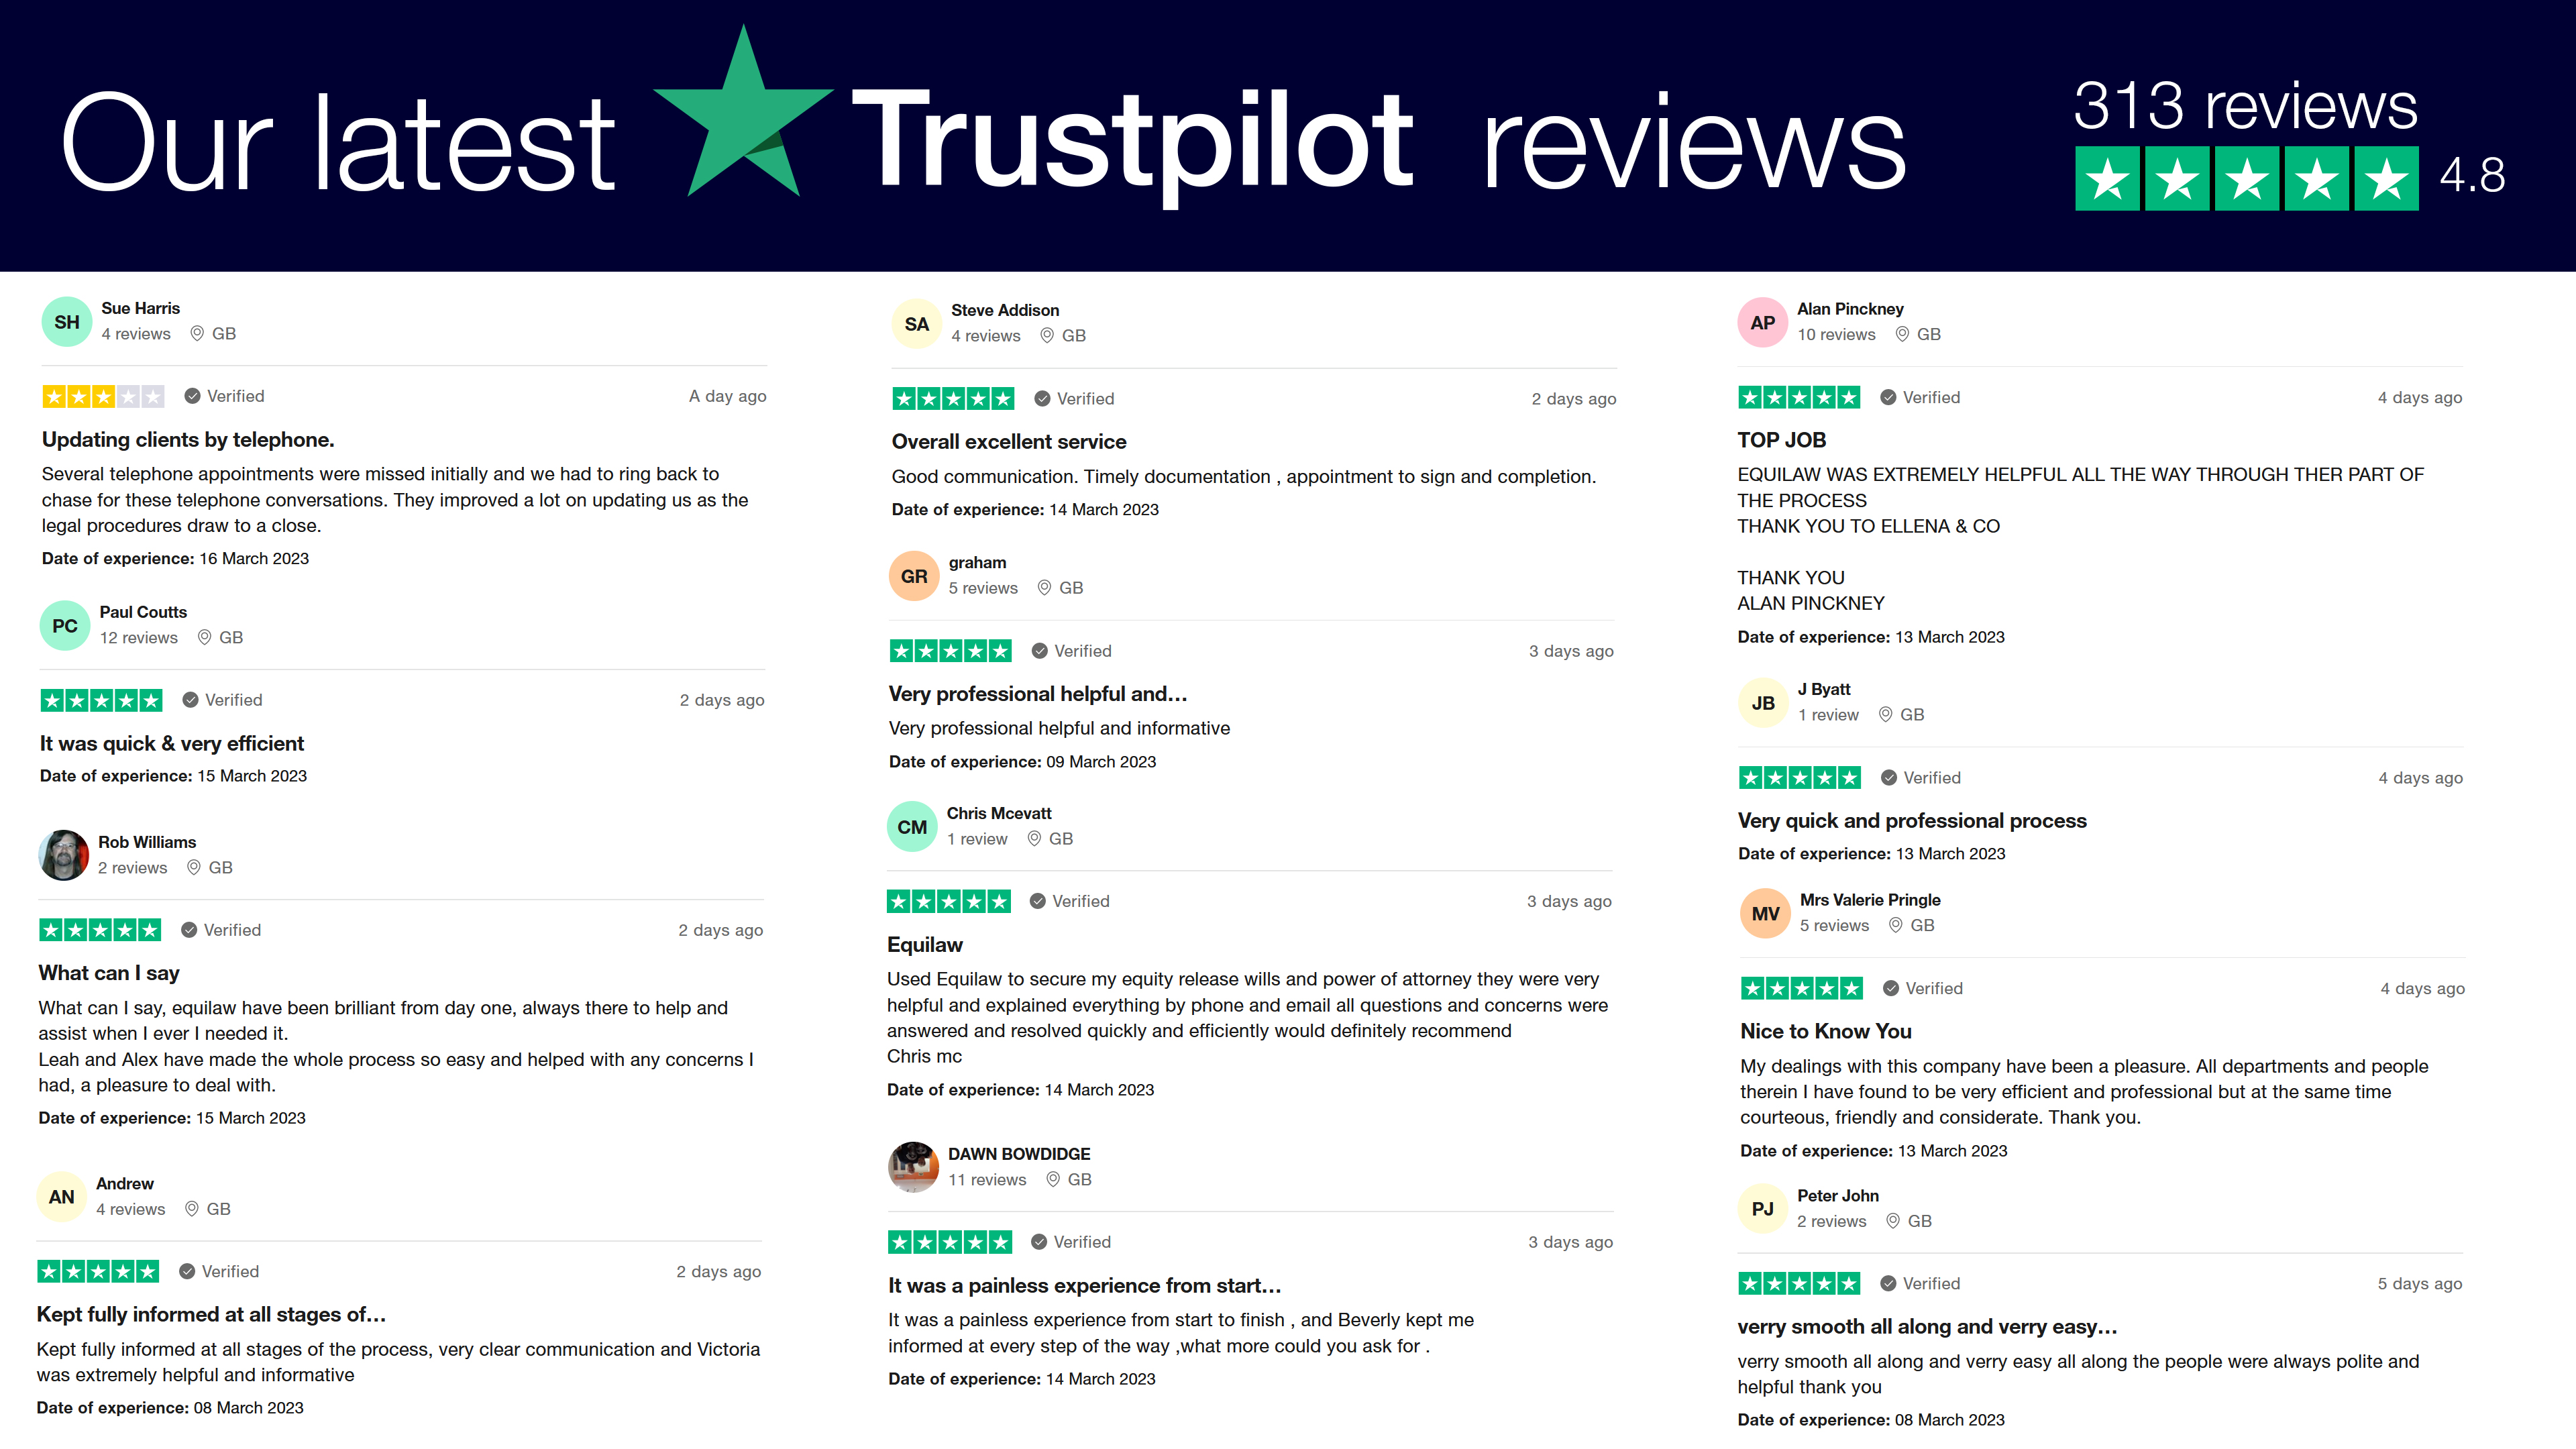 Our latest Trustpilot reviews
313 reviews
4.8
SH
Sue Harris
4 reviews GB
Verified
A day ago
Updating clients by telephone.
Several telephone appointments were missed initially and we had to ring back to
chase for these telephone conversations. They improved a lot on updating us as the
legal procedures draw to a close.
Date of experience: 16 March 2023
PC
Paul Coutts
12 reviews GB
Verified
2 days ago
It was quick & very efficient
Date of experience: 15 March 2023
Rob Williams
2 reviews GB
Verified
2 days ago
What can I say
What can I say, equilaw have been brilliant from day one, always there to help and
assist when I ever I needed it.
Leah and Alex have made the whole process so easy and helped with any concerns I
had, a pleasure to deal with.
Date of experience: 15 March 2023
AN
Andrew
4 reviews GB
Verified
2 days ago
Kept fully informed at all stages of…
Kept fully informed at all stages of the process, very clear communication and Victoria
was extremely helpful and informative
Date of experience: 08 March 2023
SA
Steve Addison
4 reviews GB
Verified
2 days ago
Overall excellent service
Good communication. Timely documentation , appointment to sign and completion.
Date of experience: 14 March 2023
GR
graham
5 reviews GB
Verified
3 days ago
Very professional helpful and…
Very professional helpful and informative
Date of experience: 09 March 2023
CM
Chris Mcevatt
1 review GB
Verified
3 days ago
Equilaw
Used Equilaw to secure my equity release wills and power of attorney they were very
helpful and explained everything by phone and email all questions and concerns were
answered and resolved quickly and efficiently would definitely recommend
Chris mc
Date of experience: 14 March 2023
DAWN BOWDIDGE
11 reviews GB
Verified
3 days ago
It was a painless experience from start…
It was a painless experience from start to finish , and Beverly kept me
informed at every step of the way ,what more could you ask for .
Date of experience: 14 March 2023
AP
Alan Pinckney
10 reviews GB
Verified
4 days ago
TOP JOB
EQUILAW WAS EXTREMELY HELPFUL ALL THE WAY THROUGH THER PART OF
THE PROCESS
THANK YOU TO ELLENA & CO
THANK YOU
ALAN PINCKNEY
Date of experience: 13 March 2023
JB
J Byatt
1 review GB
Verified
4 days ago
Very quick and professional process
Date of experience: 13 March 2023
MV
Mrs Valerie Pringle
5 reviews GB
Verified
4 days ago
Nice to Know You
My dealings with this company have been a pleasure. All departments and people
therein I have found to be very efficient and professional but at the same time
courteous, friendly and considerate. Thank you.
Date of experience: 13 March 2023
PJ
Peter John
2 reviews GB
Verified
5 days ago
verry smooth all along and verry easy…
verry smooth all along and verry easy all along the people were always polite and
helpful thank you
Date of experience: 08 March 2023